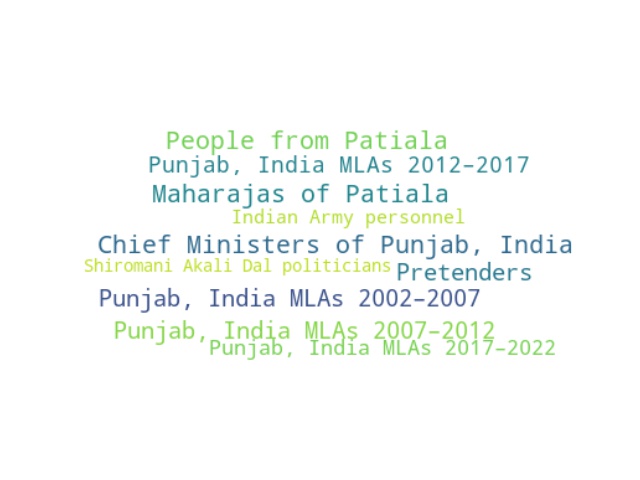 People from Patiala
Punjab, India MLAs 2012–2017
Maharajas of Patiala
Indian Army personnel
Chief Ministers of Punjab, India
Shiromani Akali Dal politicians
Pretenders
Punjab, India MLAs 2002–2007
Punjab, India MLAs 2007–2012
Punjab, India MLAs 2017–2022